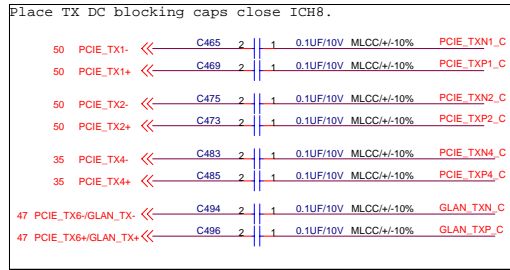 Place TX DC blocking caps close ICH8.
50 PCIE_TX1- C465 2 1 0.1UF/10V MLCC/+/-10% PCIE_TXN1_C
50 PCIE_TX1+ C469 2 1 0.1UF/10V MLCC/+/-10% PCIE_TXP1_C
50 PCIE_TX2- C475 2 1 0.1UF/10V MLCC/+/-10% PCIE_TXN2_C
50 PCIE_TX2+ C473 2 1 0.1UF/10V MLCC/+/-10% PCIE_TXP2_C
35 PCIE_TX4- C483 2 1 0.1UF/10V MLCC/+/-10% PCIE_TXN4_C
35 PCIE_TX4+ C485 2 1 0.1UF/10V MLCC/+/-10% PCIE_TXP4_C
47 PCIE_TX6-/GLAN_TX- C494 2 1 0.1UF/10V MLCC/+/-10% GLAN_TXN_C
47 PCIE_TX6+/GLAN_TX+ C496 2 1 0.1UF/10V MLCC/+/-10% GLAN_TXP_C